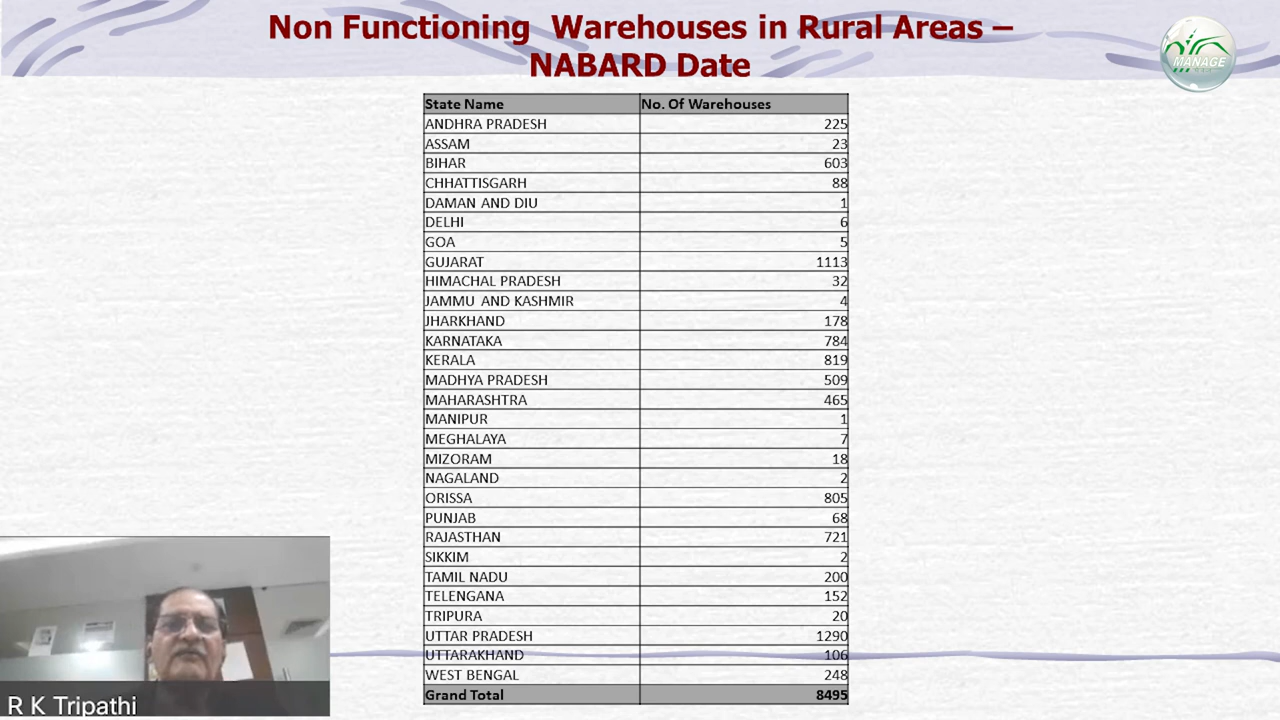 Non Functioning Warehouses in Rural Areas –
NABARD Date
MANAGE
State Name No. Of Warehouses
ANDHRA PRADESH 225
ASSAM 23
BIHAR 603
CHHATTISGARH 88
DAMAN AND DIU 1
DELHI 6
GOA 5
GUJARAT 1113
HIMACHAL PRADESH 32
JAMMU AND KASHMIR 4
JHARKHAND 178
KARNATAKA 784
KERALA 819
MADHYA PRADESH 509
MAHARASHTRA 465
MANIPUR 1
MEGHALAYA 7
MIZORAM 18
NAGALAND 2
ORISSA 805
PUNJAB 68
RAJASTHAN 721
SIKKIM 2
TAMIL NADU 200
TELENGANA 152
TRIPURA 20
UTTAR PRADESH 1290
UTTARAKHAND 106
WEST BENGAL 248
Grand Total 8495
R K Tripathi